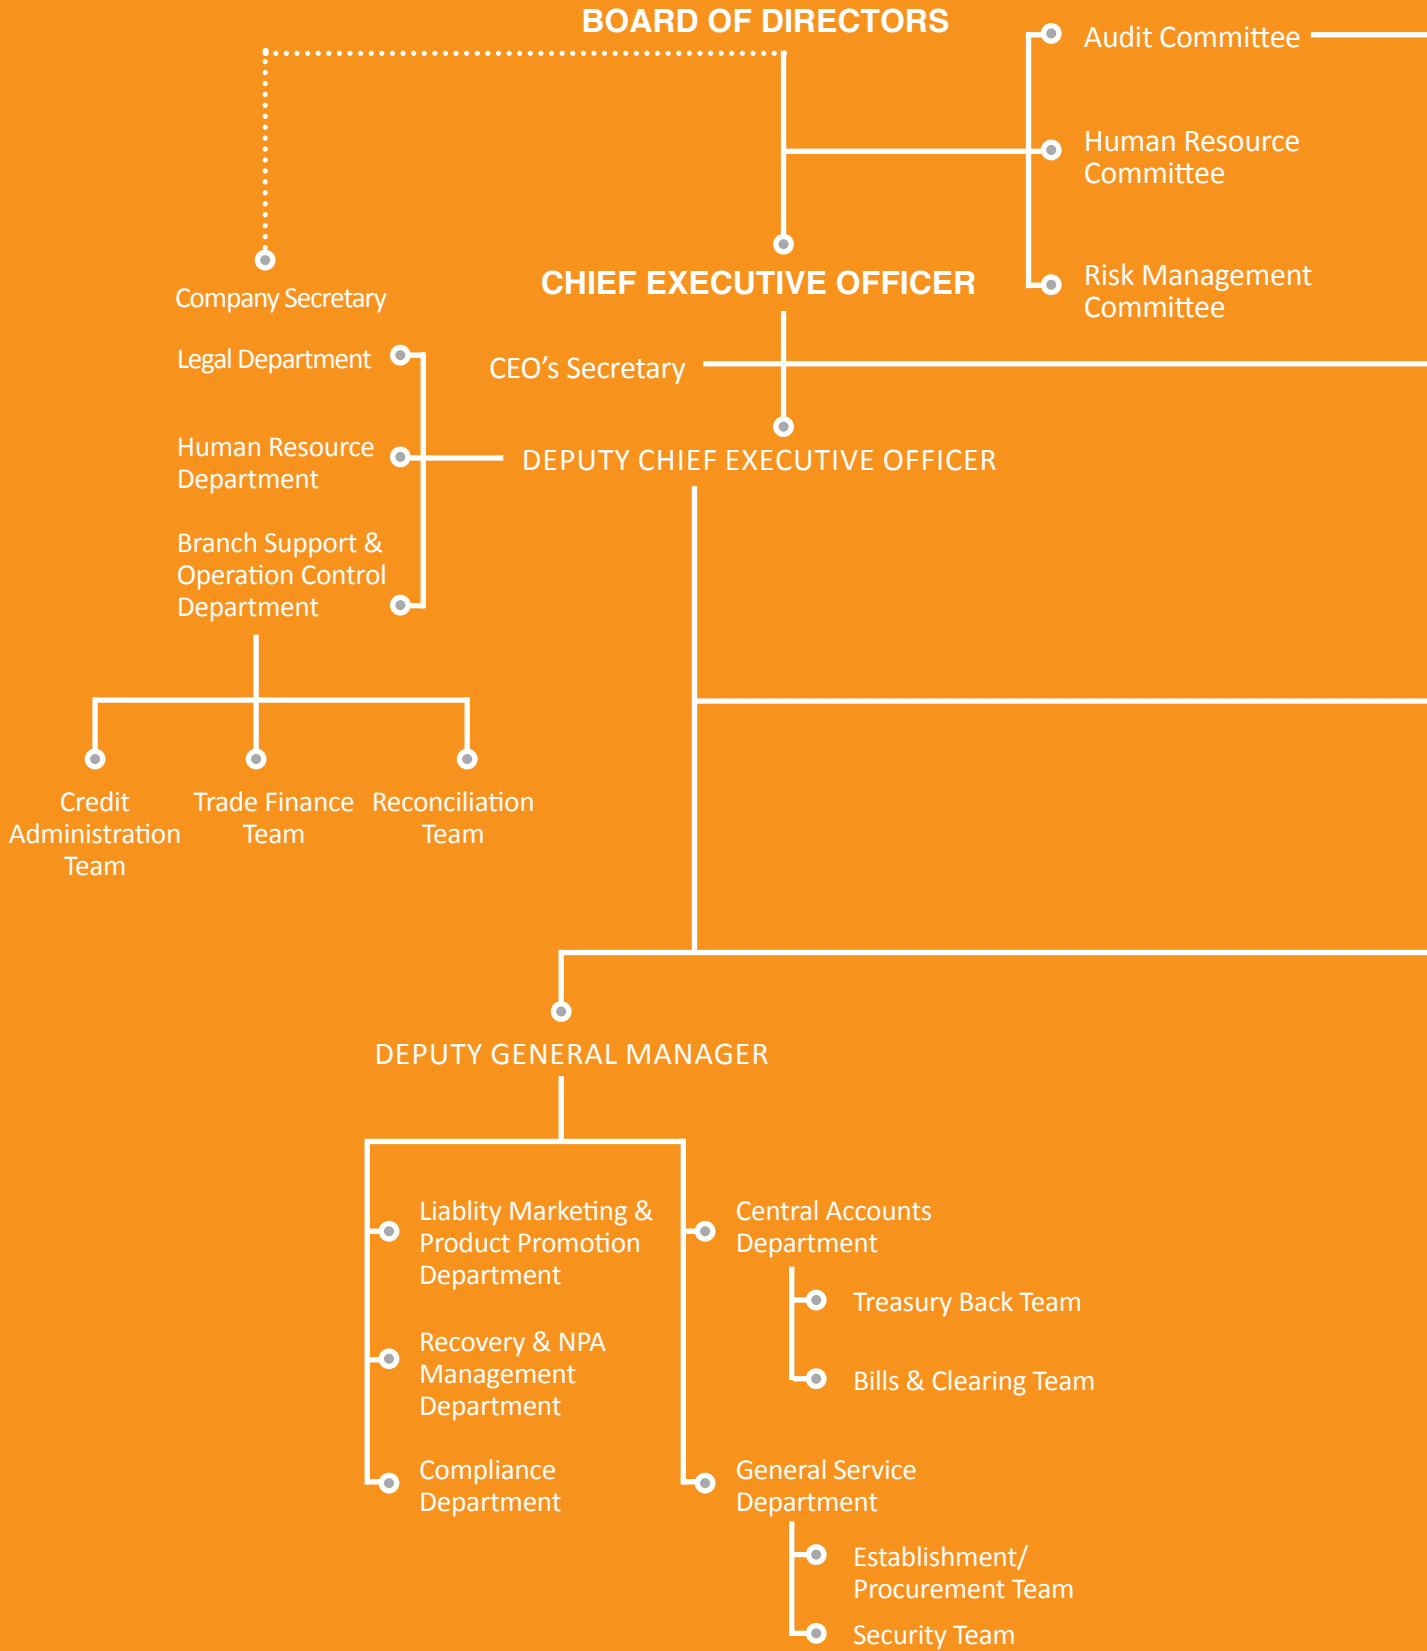 BOARD OF DIRECTORS
Audit Committee
Human Resource
Committee
Risk Management
Committee
CHIEF EXECUTIVE OFFICER
Company Secretary
CEO’s Secretary
Legal Department
Human Resource
Department
DEPUTY CHIEF EXECUTIVE OFFICER
Branch Support &
Operation Control
Department
Credit
Administration
Team
Trade Finance
Team
Reconciliation
Team
DEPUTY GENERAL MANAGER
Liablity Marketing &
Product Promotion
Department
Recovery & NPA
Management
Department
Compliance
Department
Central Accounts
Department
Treasury Back Team
Bills & Clearing Team
General Service
Department
Establishment/
Procurement Team
Security Team